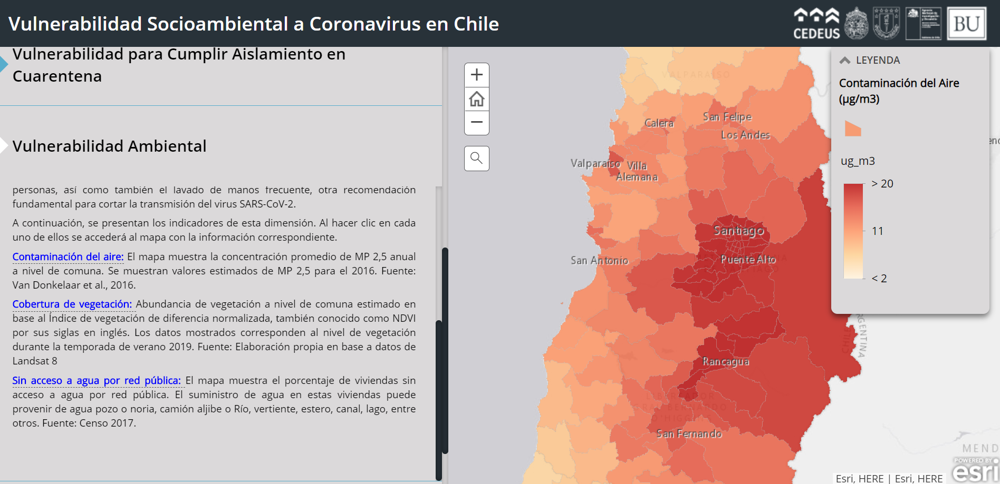 Vulnerabilidad Socioambiental a Coronavirus en Chile
CEDEUS
BU
Vulnerabilidad para Cumplir Aislamiento en
Cuarentena
Vulnerabilidad Ambiental
personas, así como también el lavado de manos frecuente, otra recomendación
fundamental para cortar la transmisión del virus SARS-CoV-2.
A continuación, se presentan los indicadores de esta dimensión. Al hacer clic en cada
uno de ellos se accederá al mapa con la información correspondiente.
Contaminación del aire: El mapa muestra la concentración promedio de MP 2,5 anual
a nivel de comuna. Se muestran valores estimados de MP 2,5 para el 2016. Fuente:
Van Donkelaar et al., 2016.
Cobertura de vegetación: Abundancia de vegetación a nivel de comuna estimado en
base al Índice de vegetación de diferencia normalizada, también conocido como NDVI
por sus siglas en inglés. Los datos mostrados corresponden al nivel de vegetación
durante la temporada de verano 2019. Fuente: Elaboración propia en base a datos de
Landsat 8
Sin acceso a agua por red pública: El mapa muestra el porcentaje de viviendas sin
acceso a agua por red pública. El suministro de agua en estas viviendas puede
provenir de agua pozo o noria, camión aljibe o Río, vertiente, estero, canal, lago, entre
otros. Fuente: Censo 2017.
+
−
VALPARAÍSO
San Felipe
Calera
Los Andes
Valparaíso
Villa
Alemana
Santiago
San Antonio
Puente Alto
SANTIAGO
Rancagua
LIBERTADOR
GRAL BERNARDO
O'HIGGINS
San Fernando
CHILE
ARGENTINA
MEND
LEYENDA
Contaminación del Aire
(µg/m3)
ug_m3
> 20
11
< 2
POWERED BY
esri
Esri, HERE | Esri, HERE